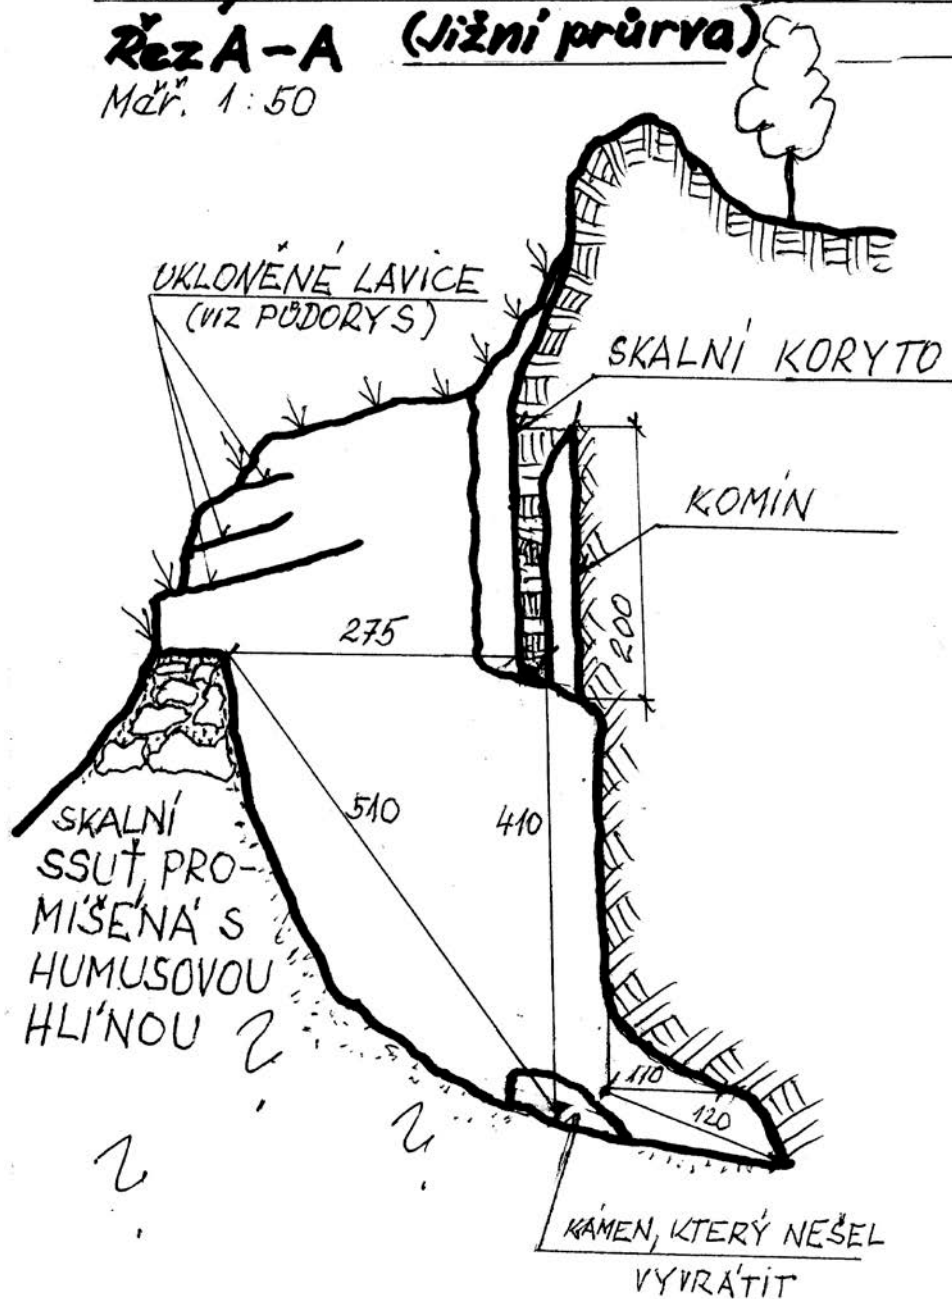 Řez A-A (Jižní průrva)
Měř. 1:50
UKLONĚNÉ LAVICE
(VIZ PŮDORYS)
SKALNÍ KORYTO
KOMÍN
275
200
510
410
SKALNÍ
SSUŤ, PRO-
MÍŠENÁ S
HUMUSOVOU
HLÍNOU
110
120
KÁMEN, KTERÝ NEŠEL
VYVRÁTIT